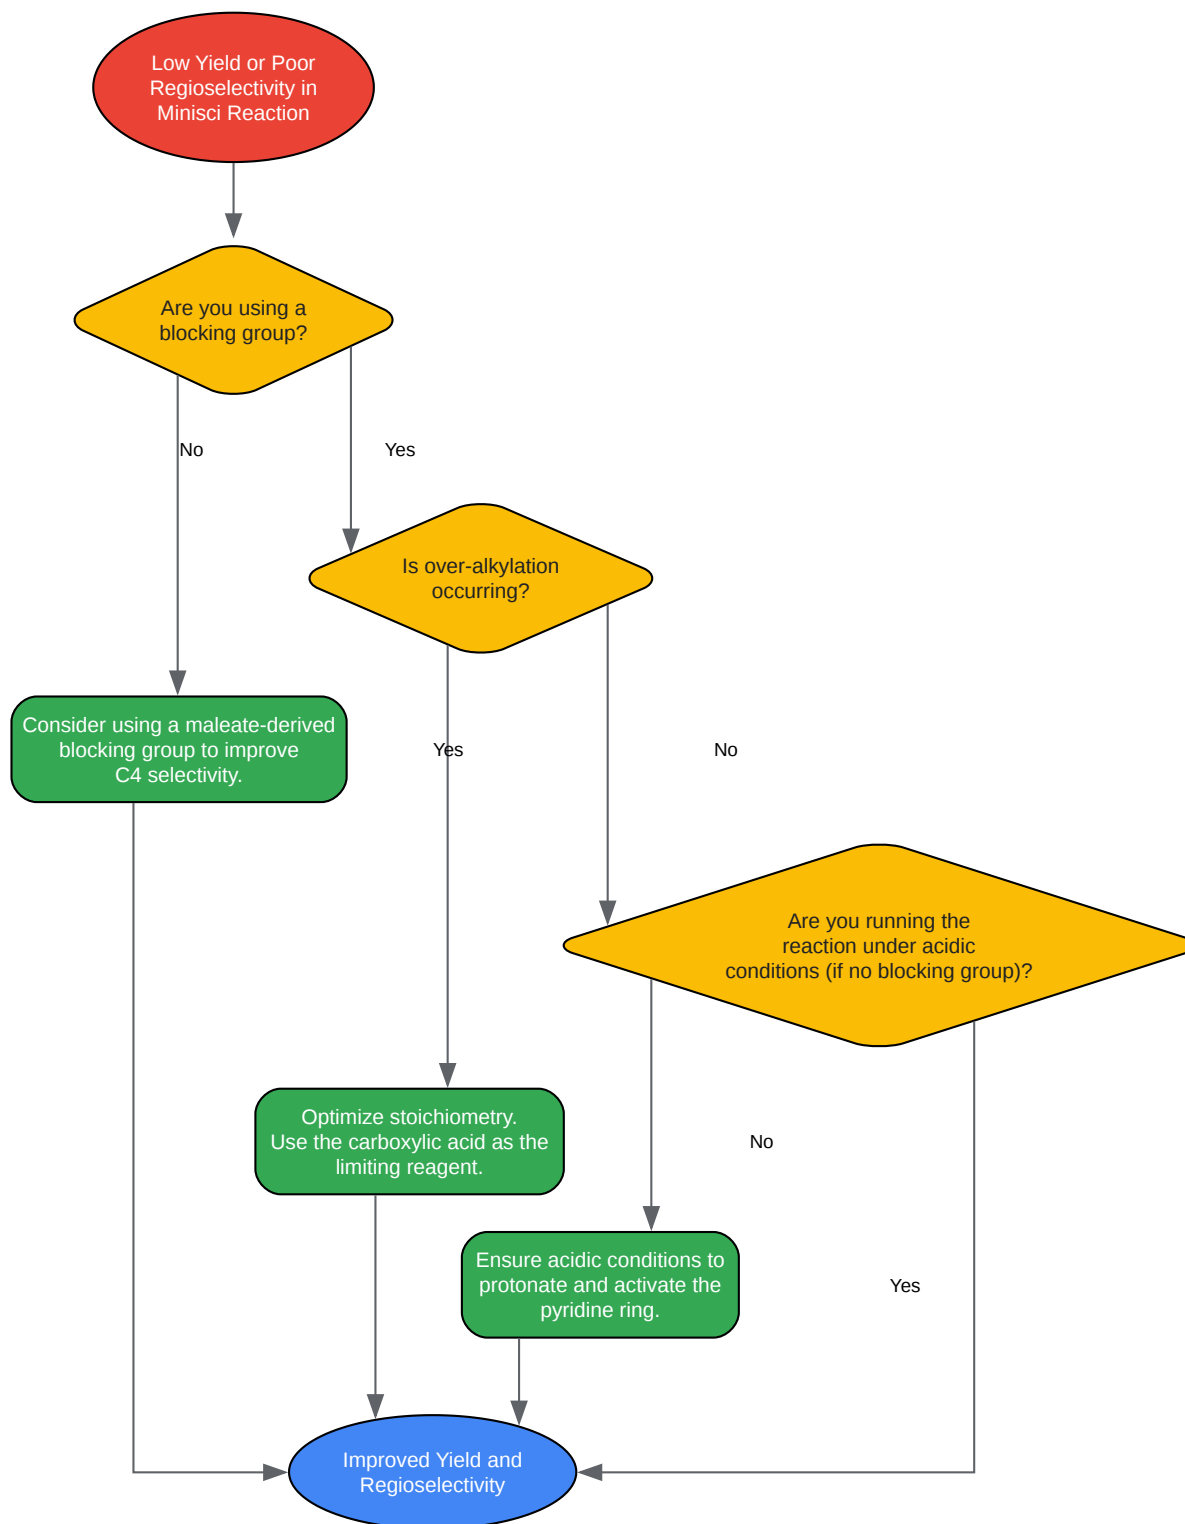 Low Yield or Poor
Regioselectivity in
Minisci Reaction
Are you using a
blocking group?
No
Yes
Is over-alkylation
occurring?
Consider using a maleate-derived
blocking group to improve
C4 selectivity.
Yes
No
Are you running the
reaction under acidic
conditions (if no blocking group)?
Optimize stoichiometry.
Use the carboxylic acid as the
limiting reagent.
No
Ensure acidic conditions to
protonate and activate the
pyridine ring.
Yes
Improved Yield and
Regioselectivity